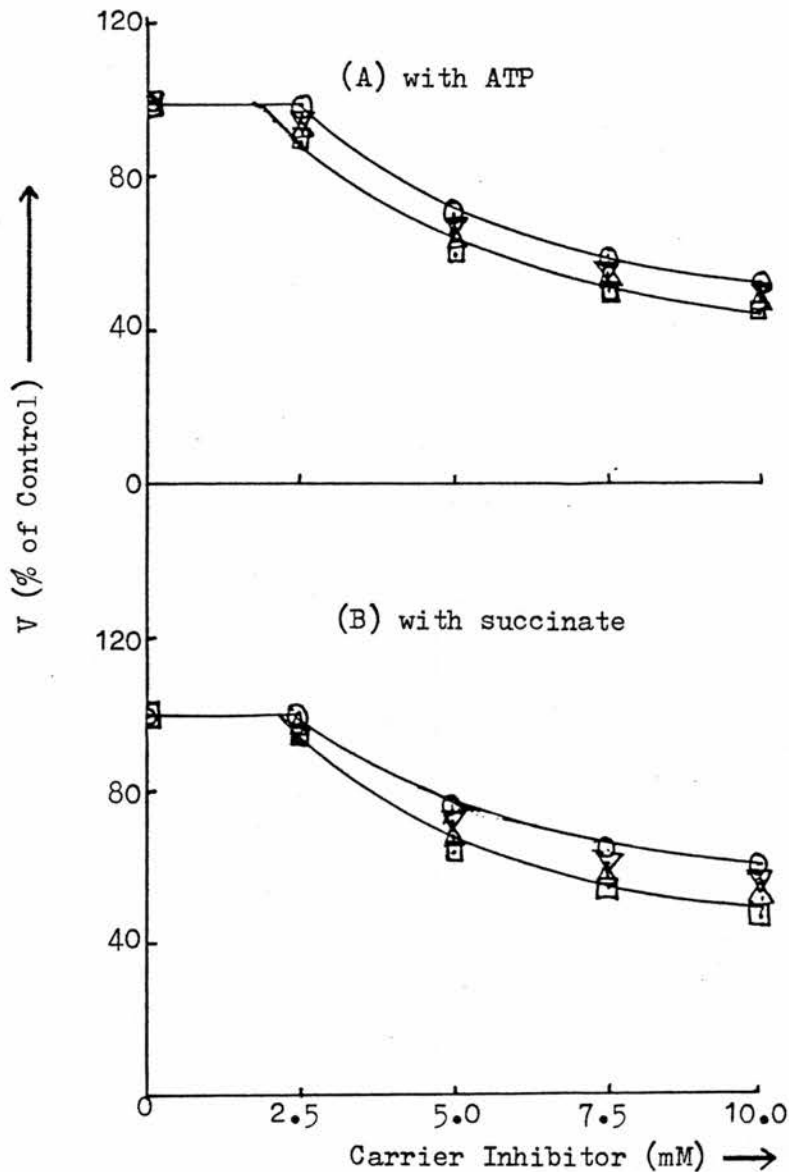 120
(A) with ATP
80
40
0
V (% of Control)
(B) with succinate
120
80
40
0 2.5 5.0 7.5 10.0
Carrier Inhibitor (mM)